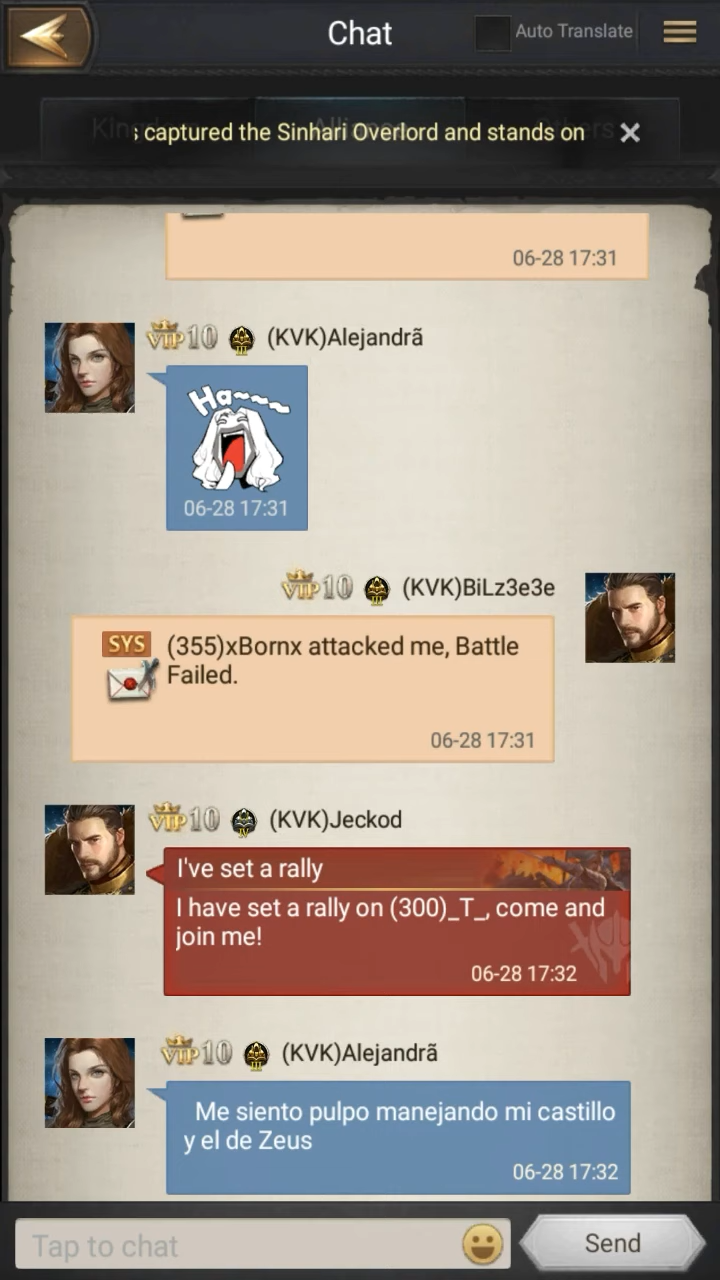 Chat
Auto Translate
captured the Sinhari Overlord and stands on
06-28 17:31
VIP10 III (KVK)Alejandrã
Ha~~~
06-28 17:31
VIP10 III (KVK)BiLz3e3e
SYS (355)xBornx attacked me, Battle
Failed.
06-28 17:31
VIP10 IV (KVK)Jeckod
I've set a rally
I have set a rally on (300)_T_, come and
join me!
06-28 17:32
VIP10 III (KVK)Alejandrã
Me siento pulpo manejando mi castillo
y el de Zeus
06-28 17:32
Tap to chat
Send